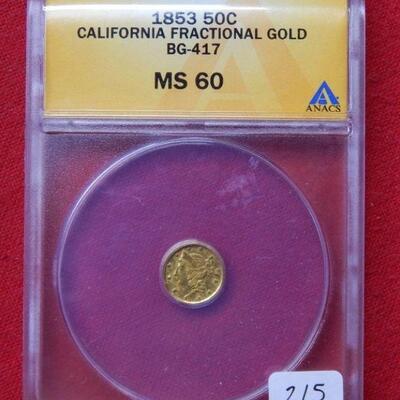 1853 50C
CALIFORNIA FRACTIONAL GOLD
BG-417
MS 60
ANACS
215